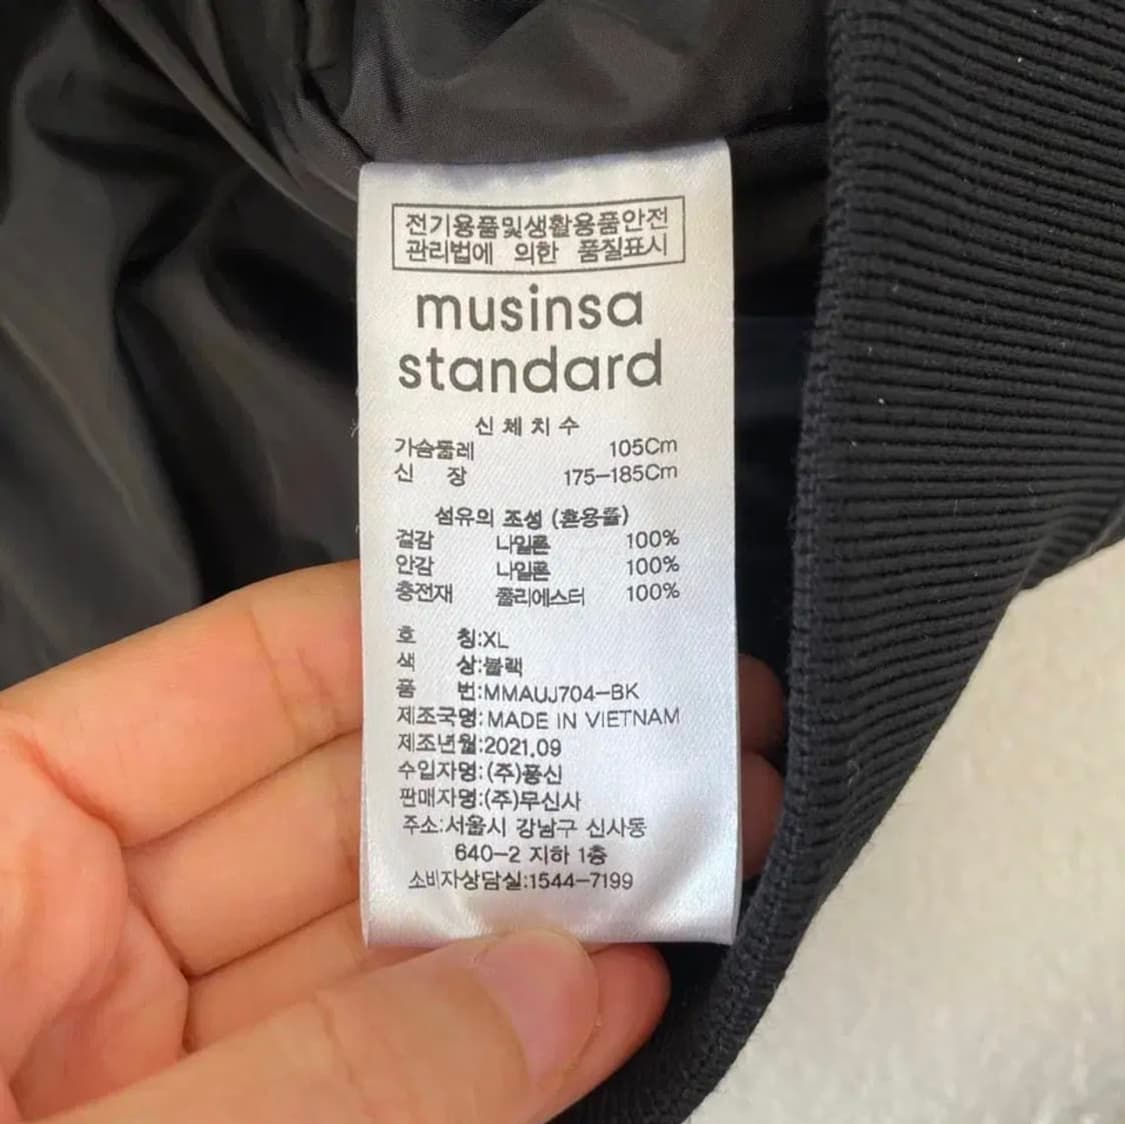 전기용품및생활용품안전
관리법에 의한 품질표시
musinsa
standard
신체치수
가슴둘레 105Cm
신 장 175-185Cm
섬유의 조성 (혼용율)
겉감 나일론 100%
안감 나일론 100%
충전재 폴리에스터 100%
호 칭:XL
색 상:블랙
품 번:MMAUJ704-BK
제조국명:MADE IN VIETNAM
제조년월:2021.09
수입자명:(주)풍신
판매자명:(주)무신사
주소:서울시 강남구 신사동
640-2 지하 1층
소비자상담실:1544-7199